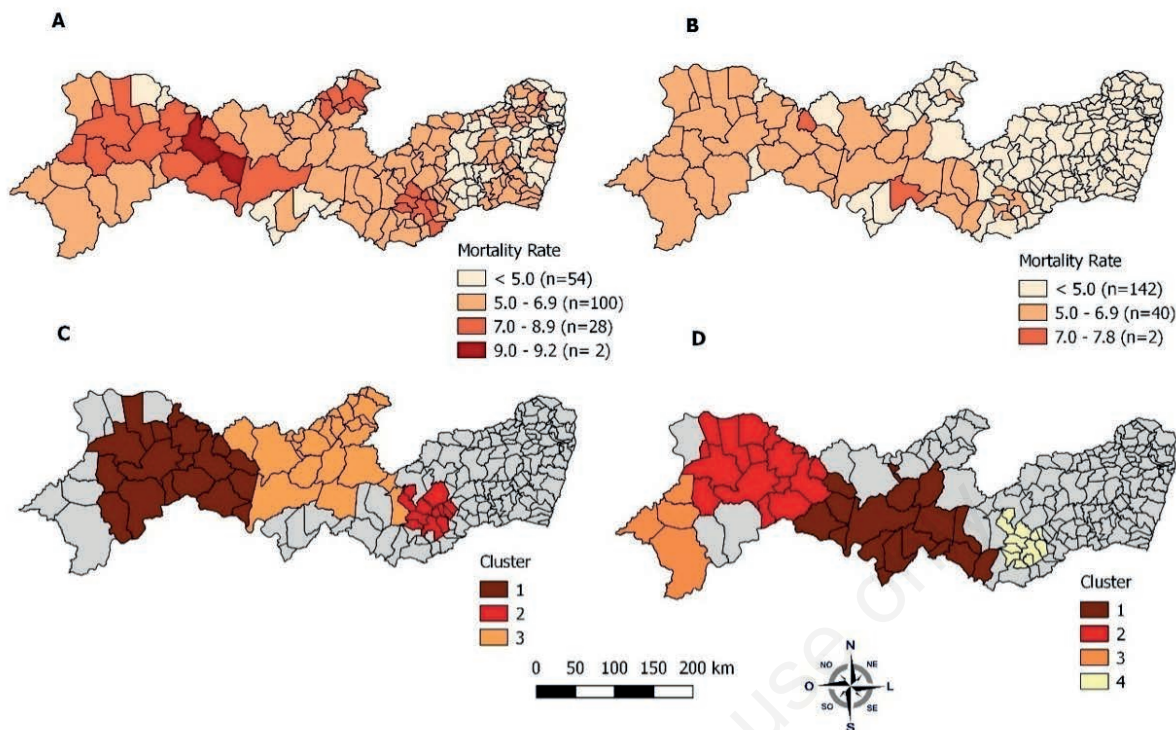 A
B
Mortality Rate
< 5.0 (n=54)
5.0 - 6.9 (n=100)
7.0 - 8.9 (n=28)
9.0 - 9.2 (n= 2)
Mortality Rate
< 5.0 (n=142)
5.0 - 6.9 (n=40)
7.0 - 7.8 (n=2)
C
D
Cluster
1
2
3
Cluster
1
2
3
4
0 50 100 150 200 km
N
NO NE
O L
SO SE
S
use on